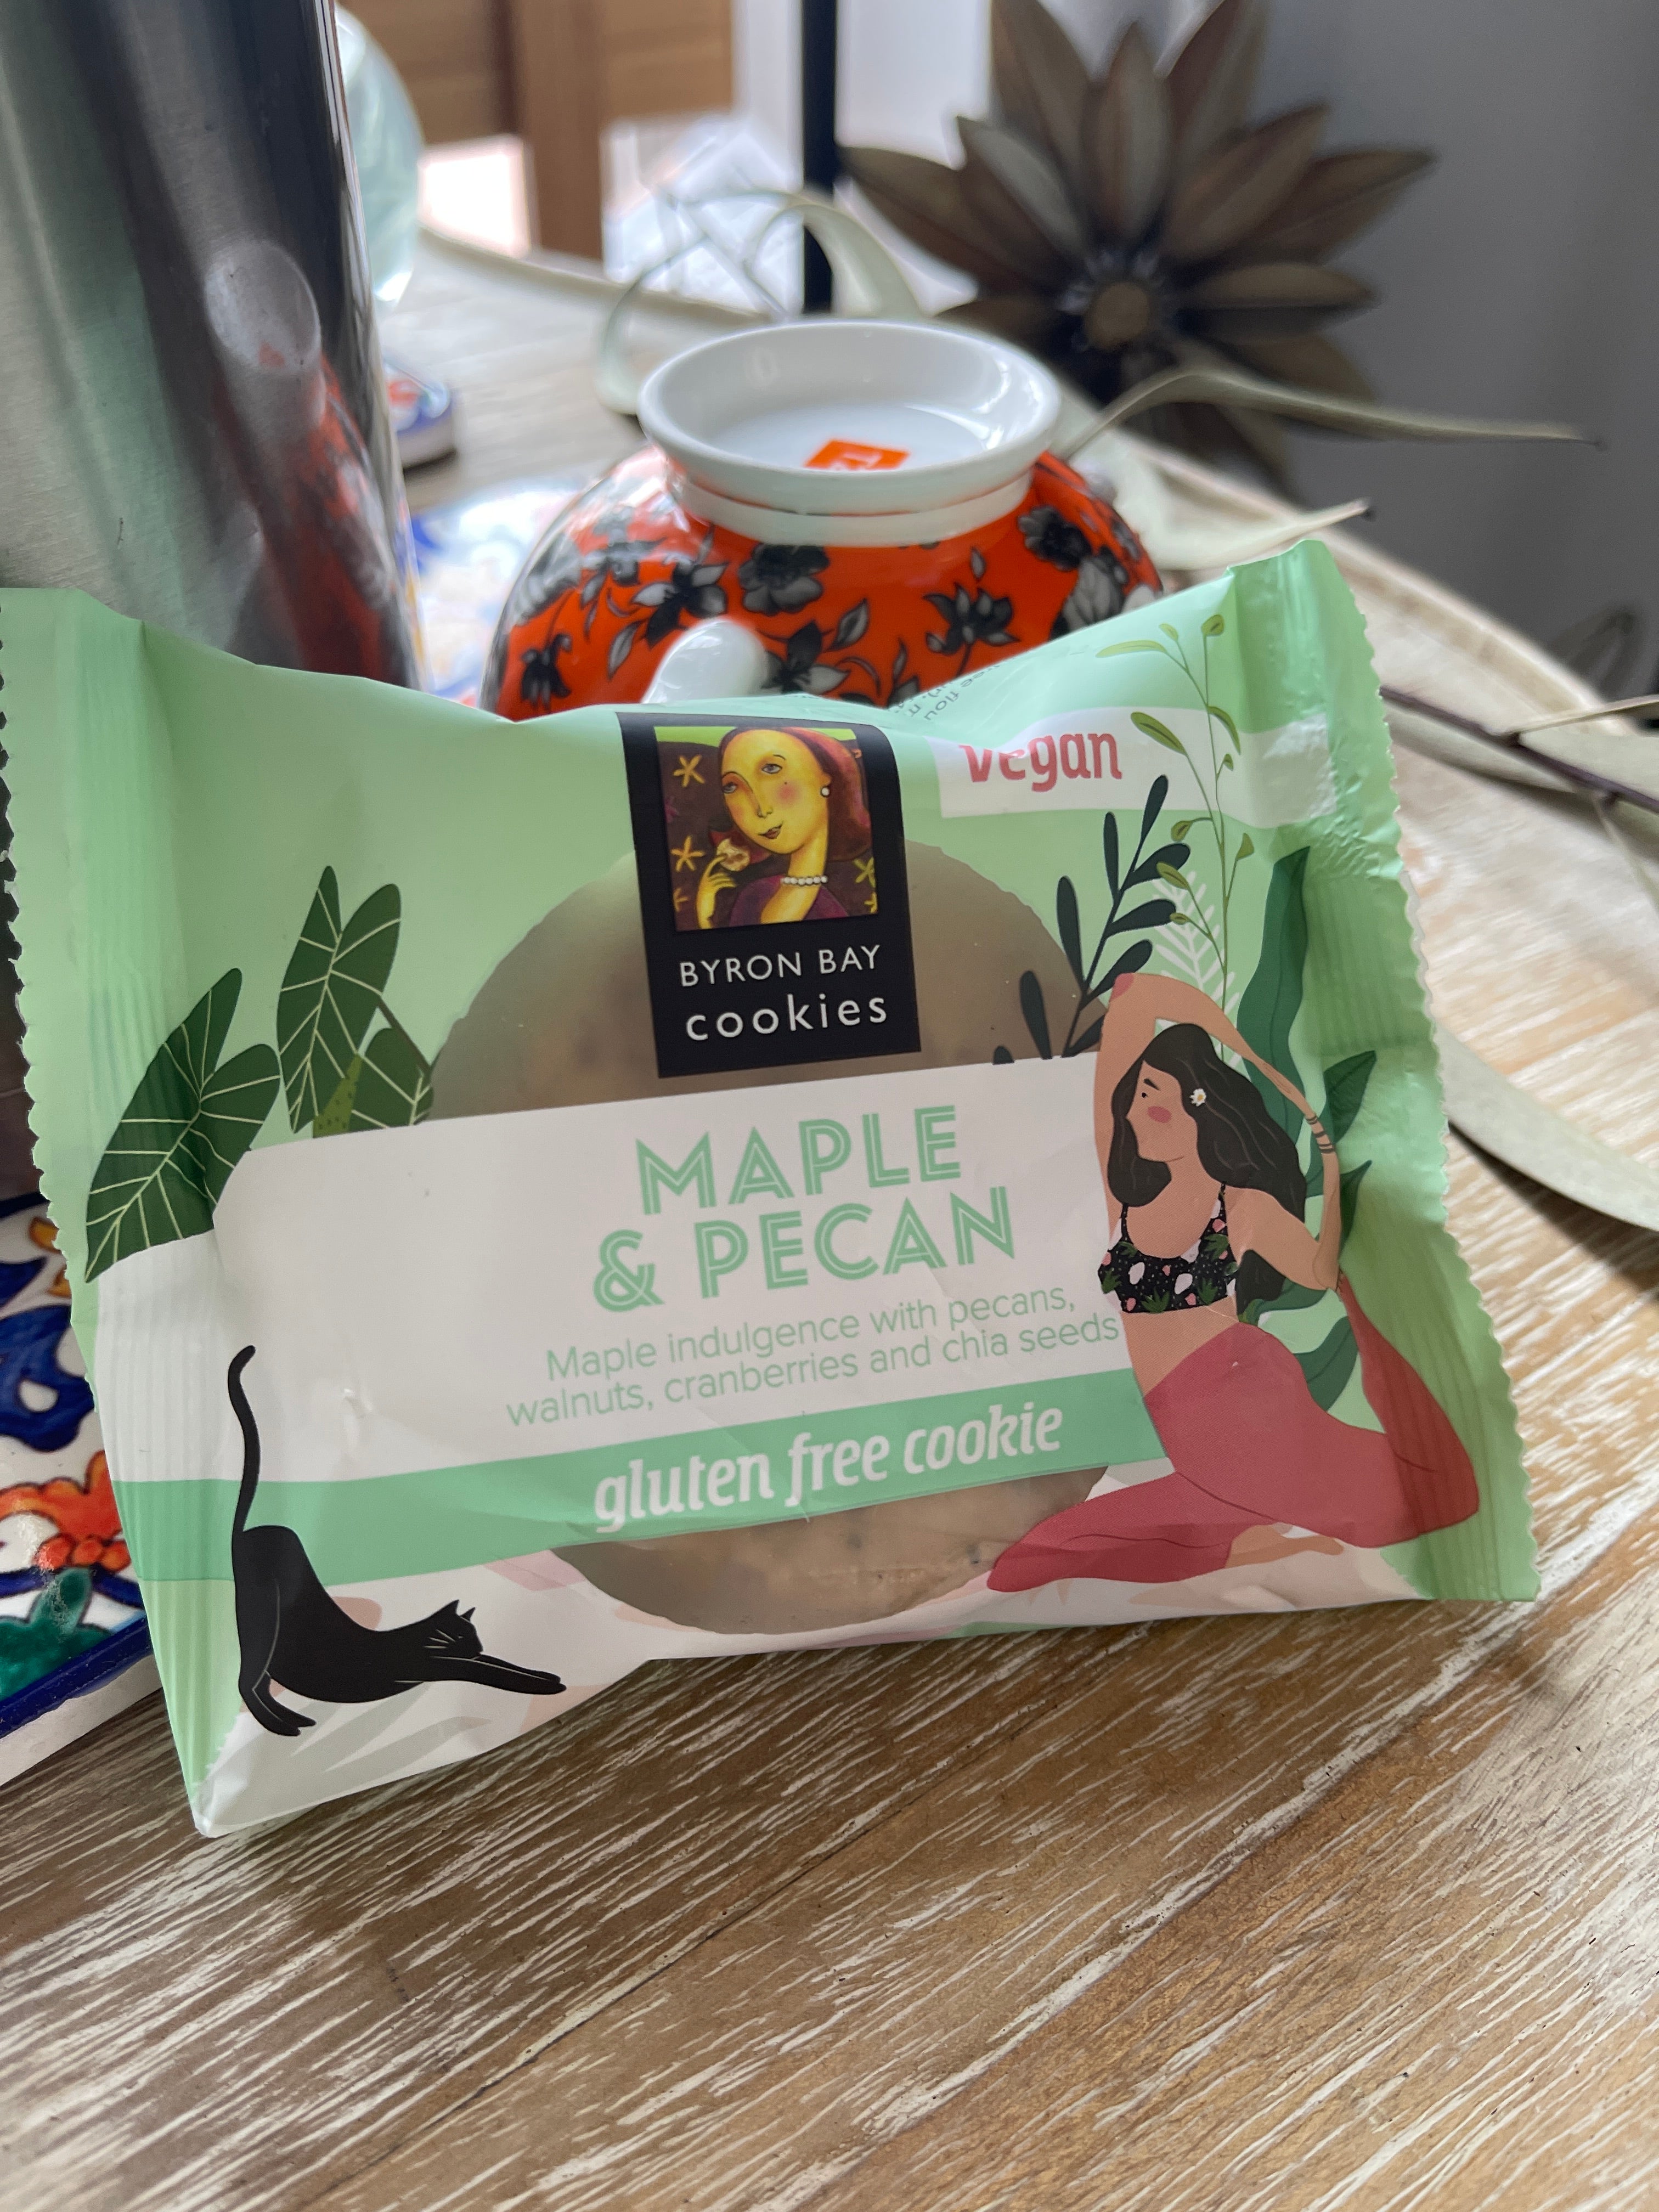 vegan
BYRON BAY
cookies
MAPLE
& PECAN
Maple indulgence with pecans,
walnuts, cranberries and chia seeds
gluten free cookie